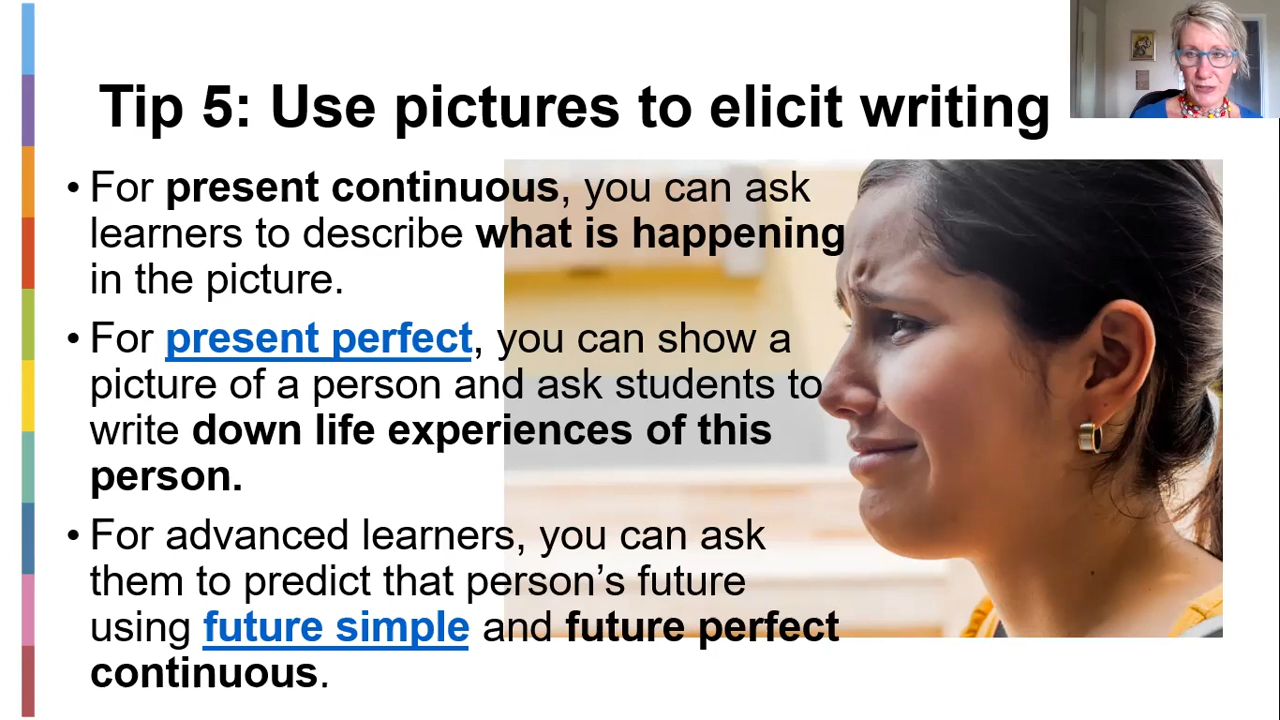 Tip 5: Use pictures to elicit writing
• For present continuous, you can ask
learners to describe what is happening
in the picture.
• For present perfect, you can show a
picture of a person and ask students to
write down life experiences of this
person.
• For advanced learners, you can ask
them to predict that person’s future
using future simple and future perfect
continuous.